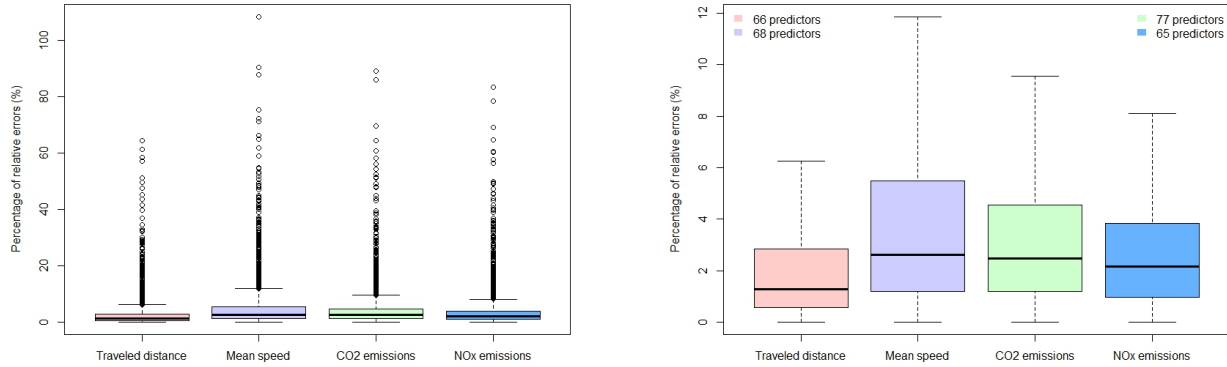 Percentage of relative errors (%)
100
80
60
40
20
0
Traveled distance
Mean speed
CO2 emissions
NOx emissions
Percentage of relative errors (%)
12
10
8
6
4
2
0
66 predictors
68 predictors
77 predictors
65 predictors
Traveled distance
Mean speed
CO2 emissions
NOx emissions